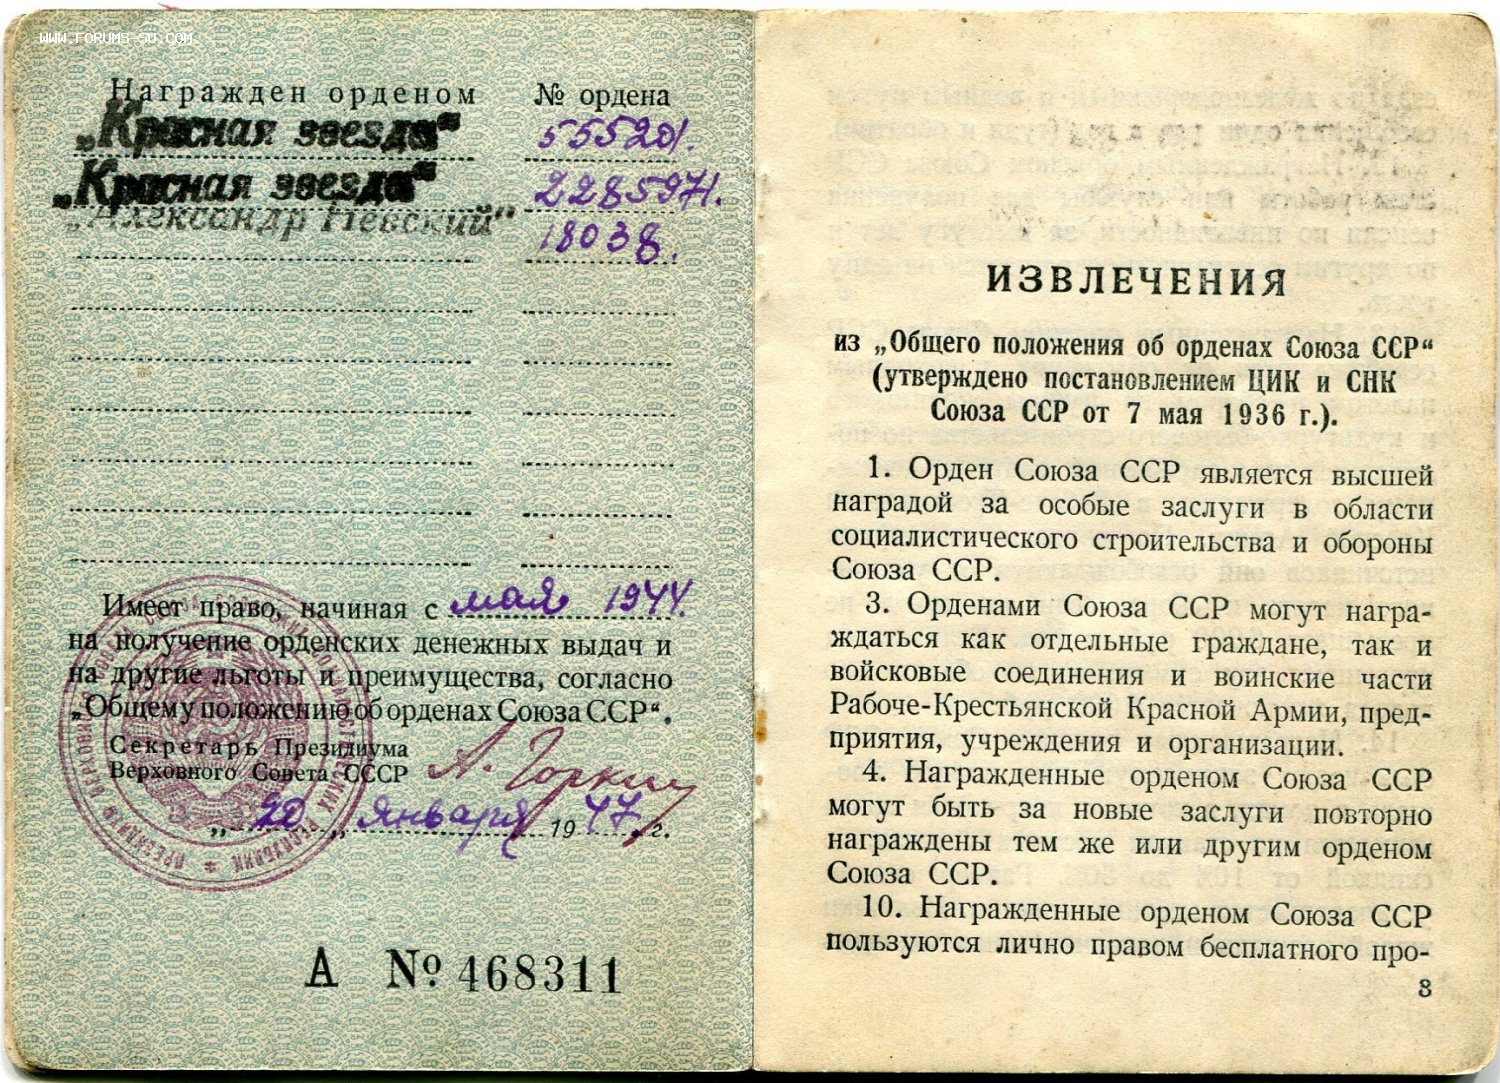 WWW.FORUMS-SU.COM
Награжден орденом № ордена
„Красная звезда“ 555201.
„Красная звезда“ 2285971.
„Александр Невский“ 18038.
Имеет право, начиная с мая 1944.
на получение орденских денежных выдач и
на другие льготы и преимущества, согласно
„Общему положению об орденах Союза ССР“.
Секретарь Президиума
Верховного Совета СССР А. Горкин
„20„ января 1947 г.
А № 468311
ИЗВЛЕЧЕНИЯ
из „Общего положения об орденах Союза ССР“
(утверждено постановлением ЦИК и СНК
Союза ССР от 7 мая 1936 г.).
1. Орден Союза ССР является высшей
наградой за особые заслуги в области
социалистического строительства и обороны
Союза ССР.
3. Орденами Союза ССР могут награ-
ждаться как отдельные граждане, так и
войсковые соединения и воинские части
Рабоче-Крестьянской Красной Армии, пред-
приятия, учреждения и организации.
4. Награжденные орденом Союза ССР
могут быть за новые заслуги повторно
награждены тем же или другим орденом
Союза ССР.
10. Награжденные орденом Союза ССР
пользуются лично правом бесплатного про-
3